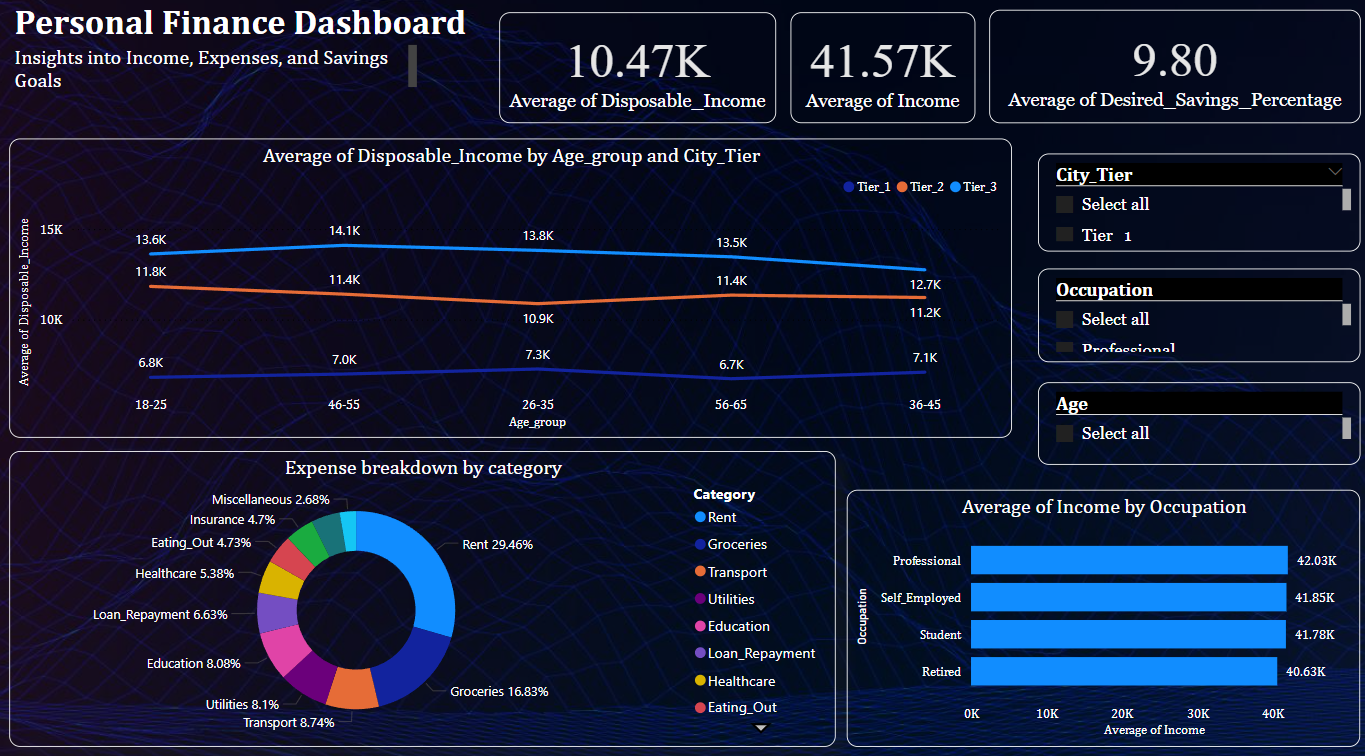 Personal Finance Dashboard
Insights into Income, Expenses, and Savings
Goals
10.47K
Average of Disposable_Income
41.57K
Average of Income
9.80
Average of Desired_Savings_Percentage
Average of Disposable_Income by Age_group and City_Tier
Tier_1
Tier_2
Tier_3
Average of Disposable_Income
15K
10K
13.6K
14.1K
13.8K
13.5K
12.7K
11.8K
11.4K
10.9K
11.4K
11.2K
6.8K
7.0K
7.3K
6.7K
7.1K
18-25
46-55
26-35
56-65
36-45
Age_group
City_Tier
Select all
Tier_1
Occupation
Select all
Professional
Age
Select all
Expense breakdown by category
Miscellaneous 2.68%
Insurance 4.7%
Eating_Out 4.73%
Healthcare 5.38%
Loan_Repayment 6.63%
Education 8.08%
Utilities 8.1%
Transport 8.74%
Groceries 16.83%
Rent 29.46%
Category
Rent
Groceries
Transport
Utilities
Education
Loan_Repayment
Healthcare
Eating_Out
Average of Income by Occupation
Occupation
Professional
42.03K
Self_Employed
41.85K
Student
41.78K
Retired
40.63K
0K
10K
20K
30K
40K
Average of Income